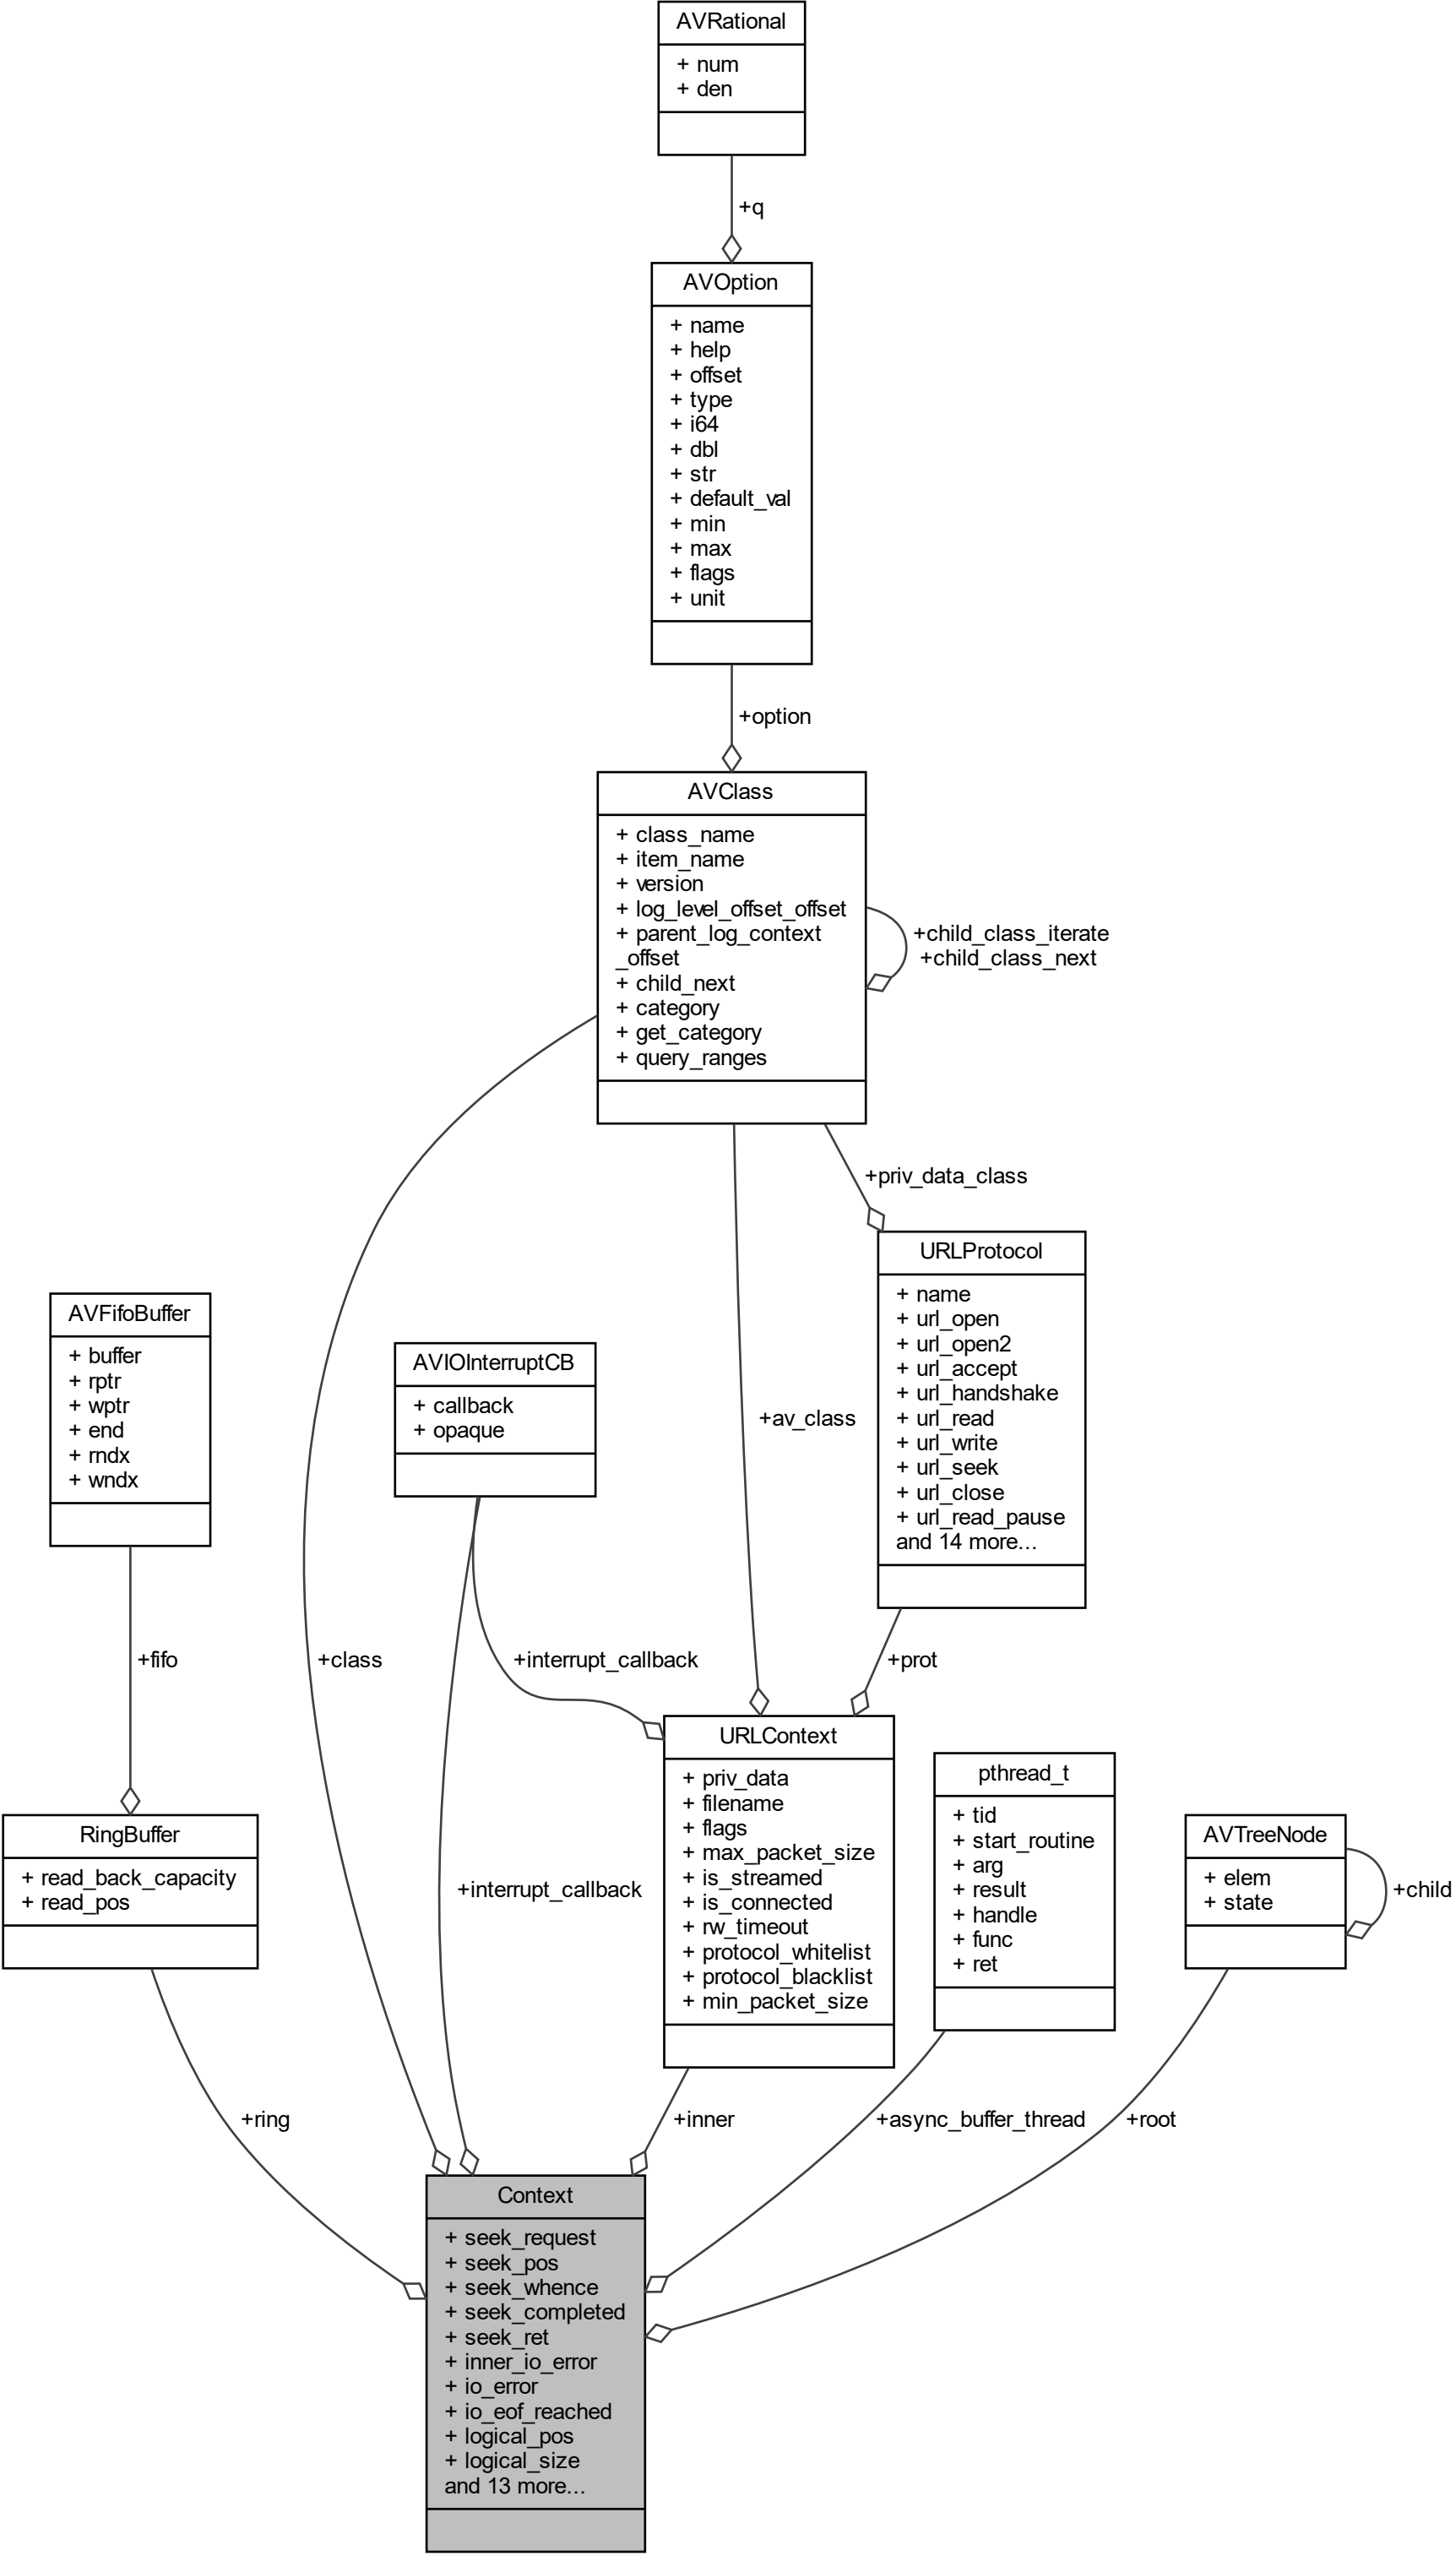 AVRational
+ num
+ den
+q
AVOption
+ name
+ help
+ offset
+ type
+ i64
+ dbl
+ str
+ default_val
+ min
+ max
+ flags
+ unit
+option
AVClass
+ class_name
+ item_name
+ version
+ log_level_offset_offset
+ parent_log_context
_offset
+ child_next
+ category
+ get_category
+ query_ranges
+child_class_iterate
+child_class_next
+priv_data_class
URLProtocol
+ name
+ url_open
+ url_open2
+ url_accept
+ url_handshake
+ url_read
+ url_write
+ url_seek
+ url_close
+ url_read_pause
and 14 more...
AVFifoBuffer
+ buffer
+ rptr
+ wptr
+ end
+ rndx
+ wndx
AVIOInterruptCB
+ callback
+ opaque
+av_class
+fifo
+class
+interrupt_callback
+prot
URLContext
+ priv_data
+ filename
+ flags
+ max_packet_size
+ is_streamed
+ is_connected
+ rw_timeout
+ protocol_whitelist
+ protocol_blacklist
+ min_packet_size
pthread_t
+ tid
+ start_routine
+ arg
+ result
+ handle
+ func
+ ret
RingBuffer
+ read_back_capacity
+ read_pos
AVTreeNode
+ elem
+ state
+child
+interrupt_callback
+ring
+inner
+async_buffer_thread
+root
Context
+ seek_request
+ seek_pos
+ seek_whence
+ seek_completed
+ seek_ret
+ inner_io_error
+ io_error
+ io_eof_reached
+ logical_pos
+ logical_size
and 13 more...